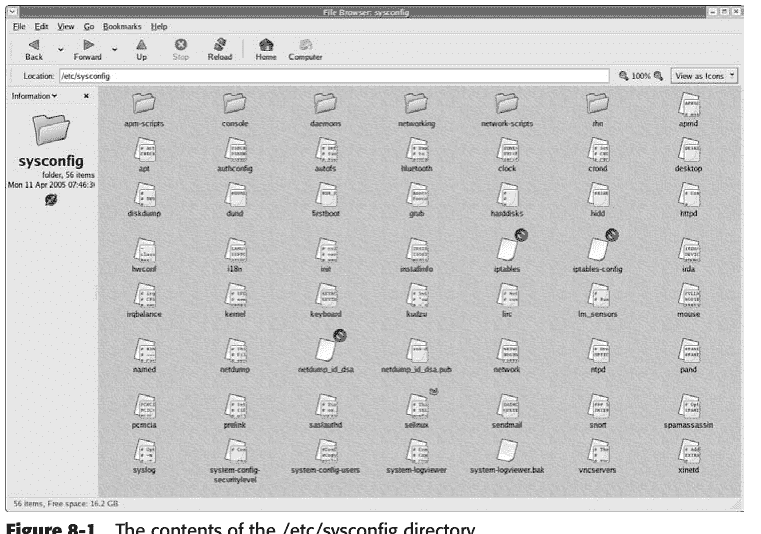 File Browser: sysconfig
File Edit View Go Bookmarks Help
Back Forward Up Stop Reload Home Computer
Location: /etc/sysconfig 100% View as Icons
Information
sysconfig
folder, 56 items
Mon 11 Apr 2005 07:46:
apm-scripts console daemons networking network-scripts rhn apmd
apt authconfig autofs bluetooth clock crond desktop
diskdump dund firstboot grub harddisks hidd httpd
hwconf i18n init installinfo iptables iptables-config irda
irqbalance kernel keyboard kudzu lirc lm_sensors mouse
named netdump netdump_id_dsa netdump_id_dsa.pub network ntpd pand
pcmcia prelink saslauthd selinux sendmail snort spamassassin
syslog system-config-securitylevel system-config-users system-logviewer system-logviewer.bak vncservers xinetd
56 items, Free space: 16.2 GB
Figure 8-1 The contents of the /etc/sysconfig directory